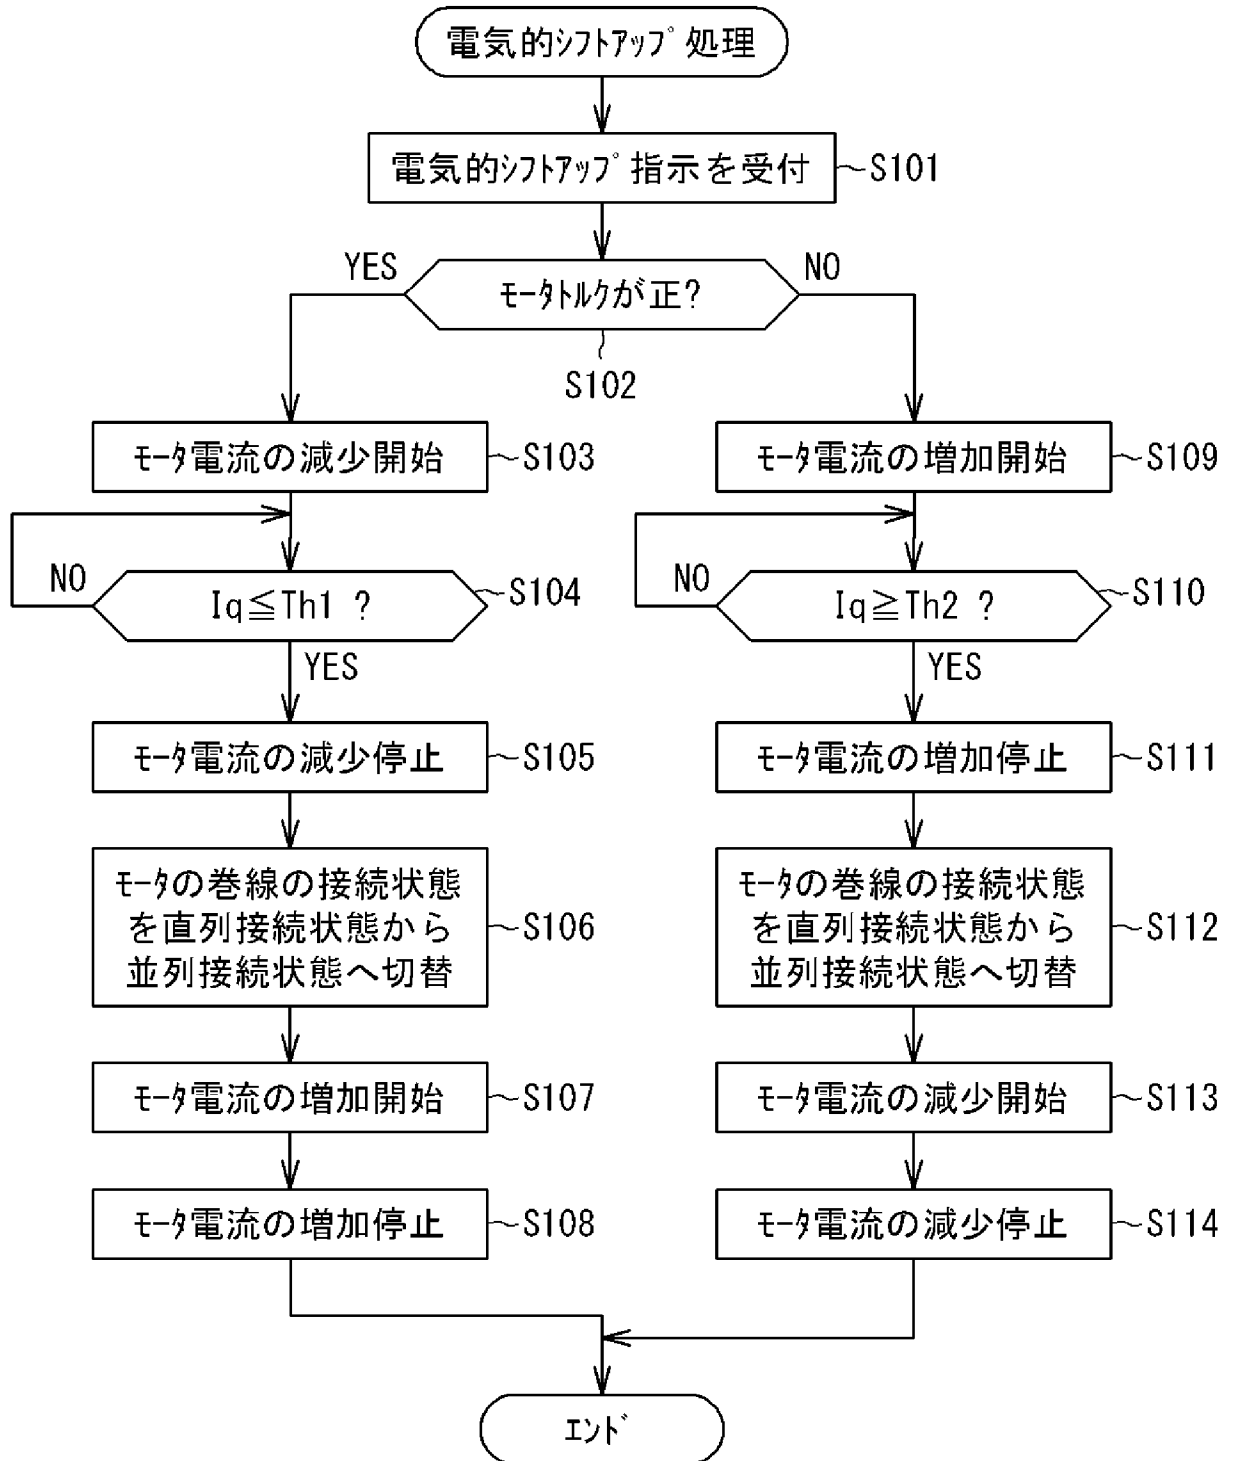 電気的ｼﾌﾄｱｯﾌﾟ処理
電気的ｼﾌﾄｱｯﾌﾟ指示を受付
S101
YES
NO
ﾓｰﾀﾄﾙｸが正?
S102
ﾓｰﾀ電流の減少開始
S103
NO
Iq≦Th1 ?
S104
YES
ﾓｰﾀ電流の減少停止
S105
ﾓｰﾀの巻線の接続状態
を直列接続状態から
並列接続状態へ切替
S106
ﾓｰﾀ電流の増加開始
S107
ﾓｰﾀ電流の増加停止
S108
ﾓｰﾀ電流の増加開始
S109
NO
Iq≧Th2 ?
S110
YES
ﾓｰﾀ電流の増加停止
S111
ﾓｰﾀの巻線の接続状態
を直列接続状態から
並列接続状態へ切替
S112
ﾓｰﾀ電流の減少開始
S113
ﾓｰﾀ電流の減少停止
S114
ｴﾝﾄﾞ